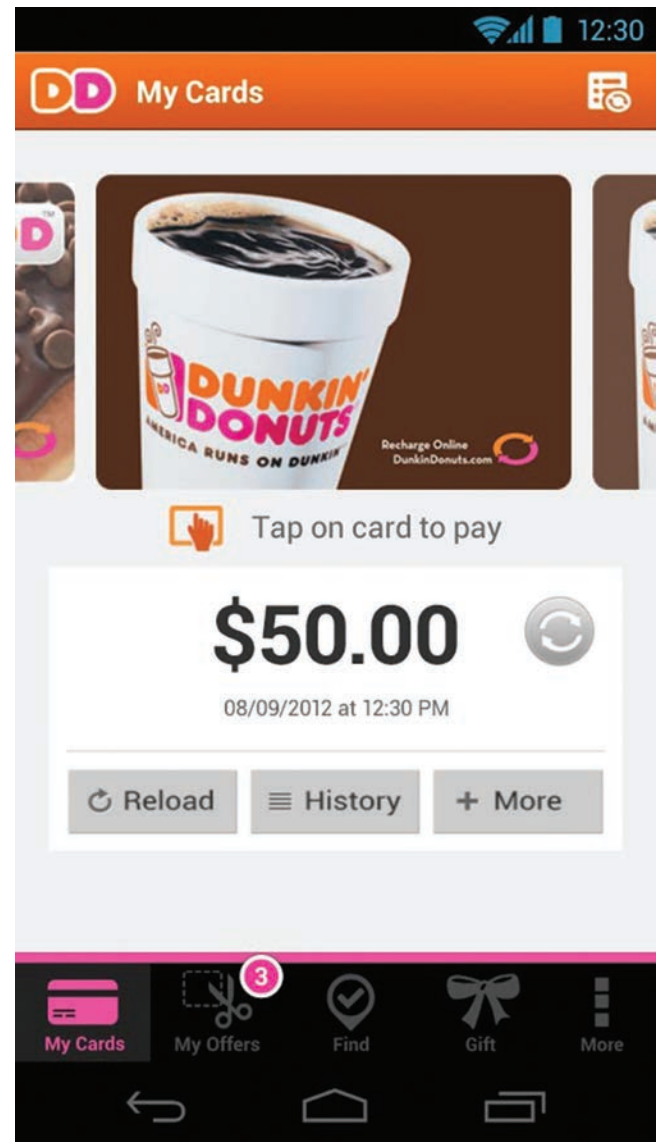 12:30
DD My Cards
D™
DUNKIN'
DONUTS
DD
AMERICA RUNS ON DUNKIN'
Recharge Online
DunkinDonuts.com
Tap on card to pay
$50.00
08/09/2012 at 12:30 PM
Reload
History
+ More
3
My Cards
My Offers
Find
Gift
More